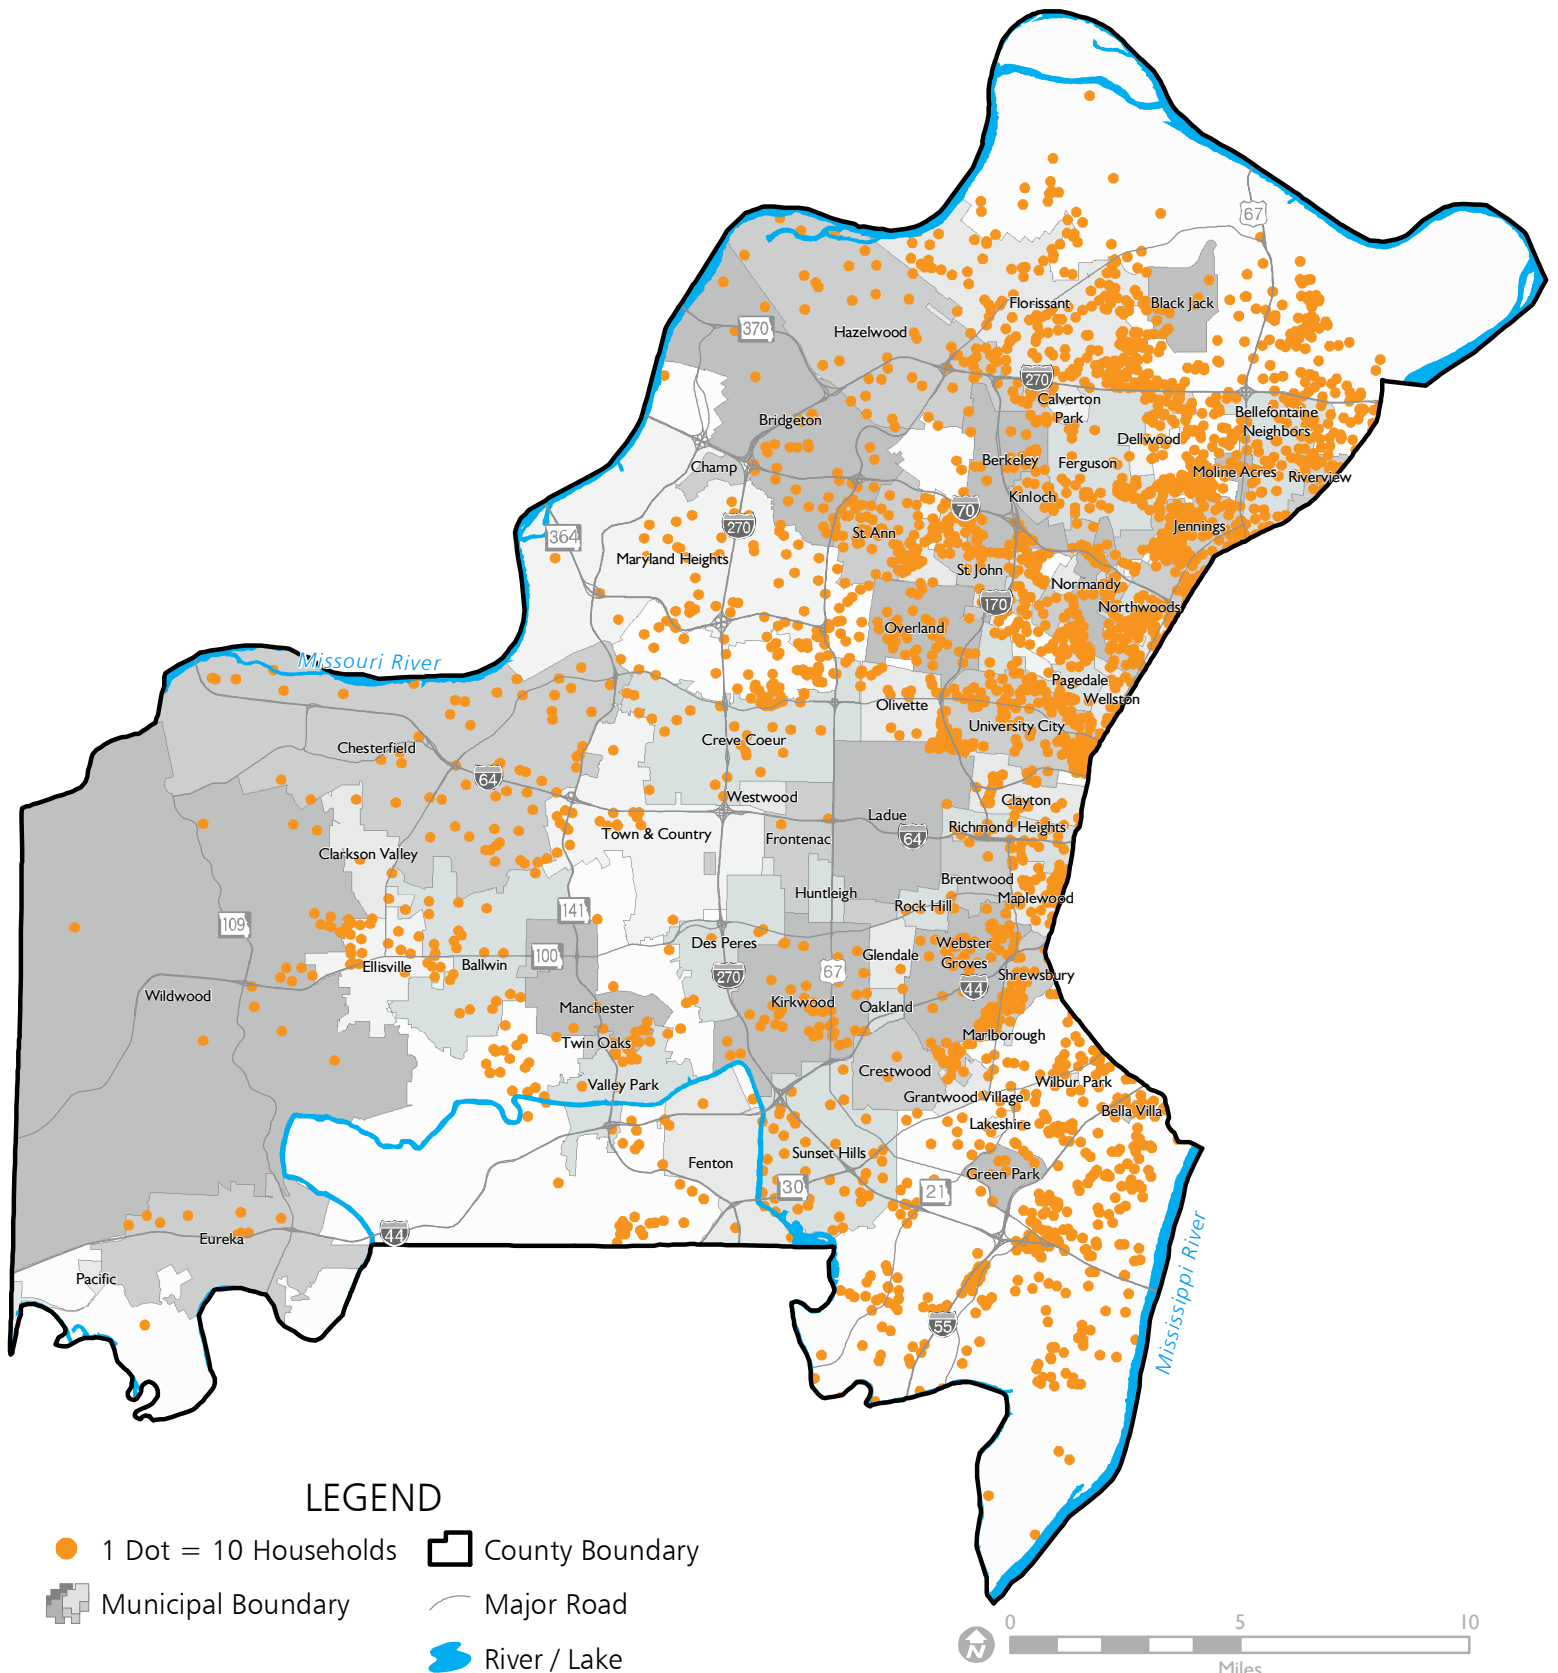 67
Florissant
Black Jack
370
Hazelwood
270
Calverton
Park
Bellefontaine
Neighbors
Bridgeton
Dellwood
Champ
Berkeley
Ferguson
Moline Acres
Riverview
Kinloch
70
270
St. Ann
Jennings
364
Maryland Heights
St. John
Normandy
170
Northwoods
Overland
Missouri River
Pagedale
Wellston
Olivette
University City
Creve Coeur
Chesterfield
64
Westwood
Clayton
Ladue
Richmond Heights
Town & Country
Frontenac
64
Clarkson Valley
Brentwood
Huntleigh
Maplewood
Rock Hill
141
109
Des Peres
Webster
Groves
Glendale
100
Ellisville
Ballwin
270
67
Shrewsbury
44
Wildwood
Kirkwood
Oakland
Manchester
Marlborough
Twin Oaks
Crestwood
Wilbur Park
Valley Park
Grantwood Village
Bella Villa
Lakeshire
Sunset Hills
Fenton
Green Park
30
21
Mississippi River
44
Eureka
Pacific
55
LEGEND
1 Dot = 10 Households
County Boundary
Municipal Boundary
Major Road
River / Lake
N
0 5 10
Miles